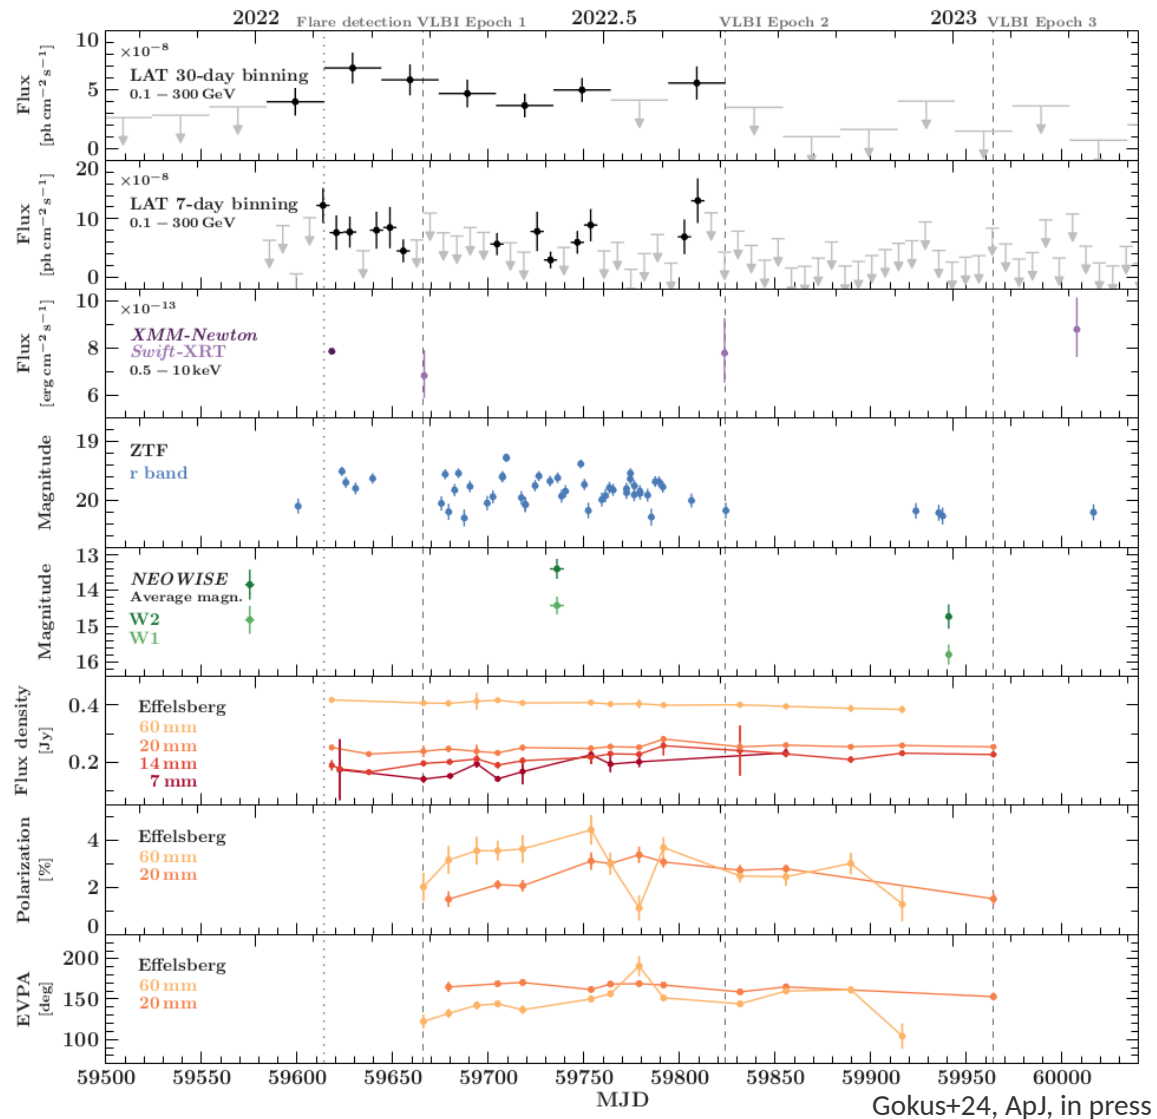 2022 Flare detection VLBI Epoch 1 2022.5 VLBI Epoch 2 2023 VLBI Epoch 3
Flux
[ph cm−2 s−1]
10
5
0
×10−8
LAT 30-day binning
0.1 − 300 GeV
Flux
[ph cm−2 s−1]
20
10
0
×10−8
LAT 7-day binning
0.1 − 300 GeV
Flux
[erg cm−2 s−1]
10
8
6
×10−13
XMM-Newton
Swift-XRT
0.5 − 10 keV
Magnitude
19
20
ZTF
r band
Magnitude
13
14
15
16
NEOWISE
Average magn.
W2
W1
Flux density
[Jy]
0.4
0.2
Effelsberg
60 mm
20 mm
14 mm
7 mm
Polarization
[%]
4
2
0
Effelsberg
60 mm
20 mm
EVPA
[deg]
200
150
100
Effelsberg
60 mm
20 mm
59500 59550 59600 59650 59700 59750 59800 59850 59900 59950 60000
MJD
Gokus+24, ApJ, in press